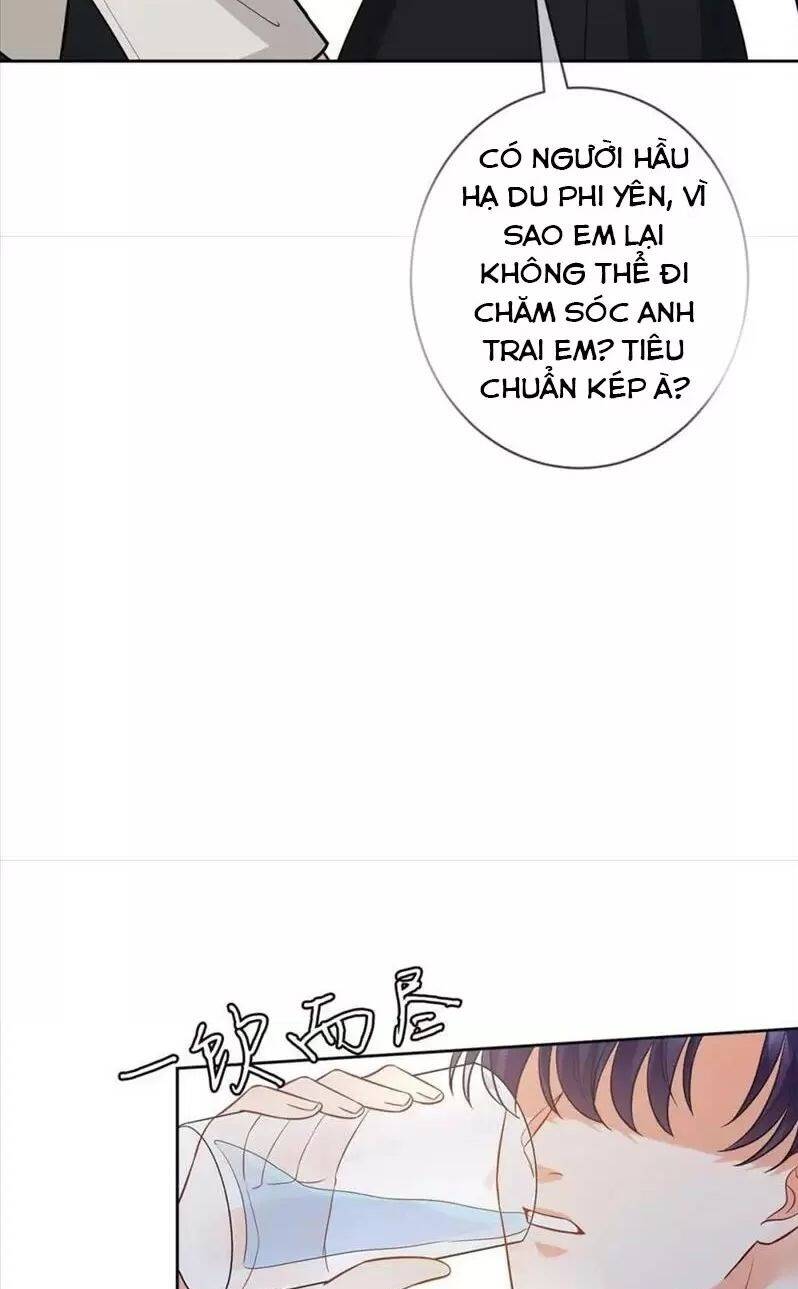 CÓ NGƯỜI HẦU
HẠ DU PHI YÊN, VÌ
SAO EM LẠI
KHÔNG THỂ ĐI
CHĂM SÓC ANH
TRAI EM? TIÊU
CHUẨN KÉP À?
一饮而尽